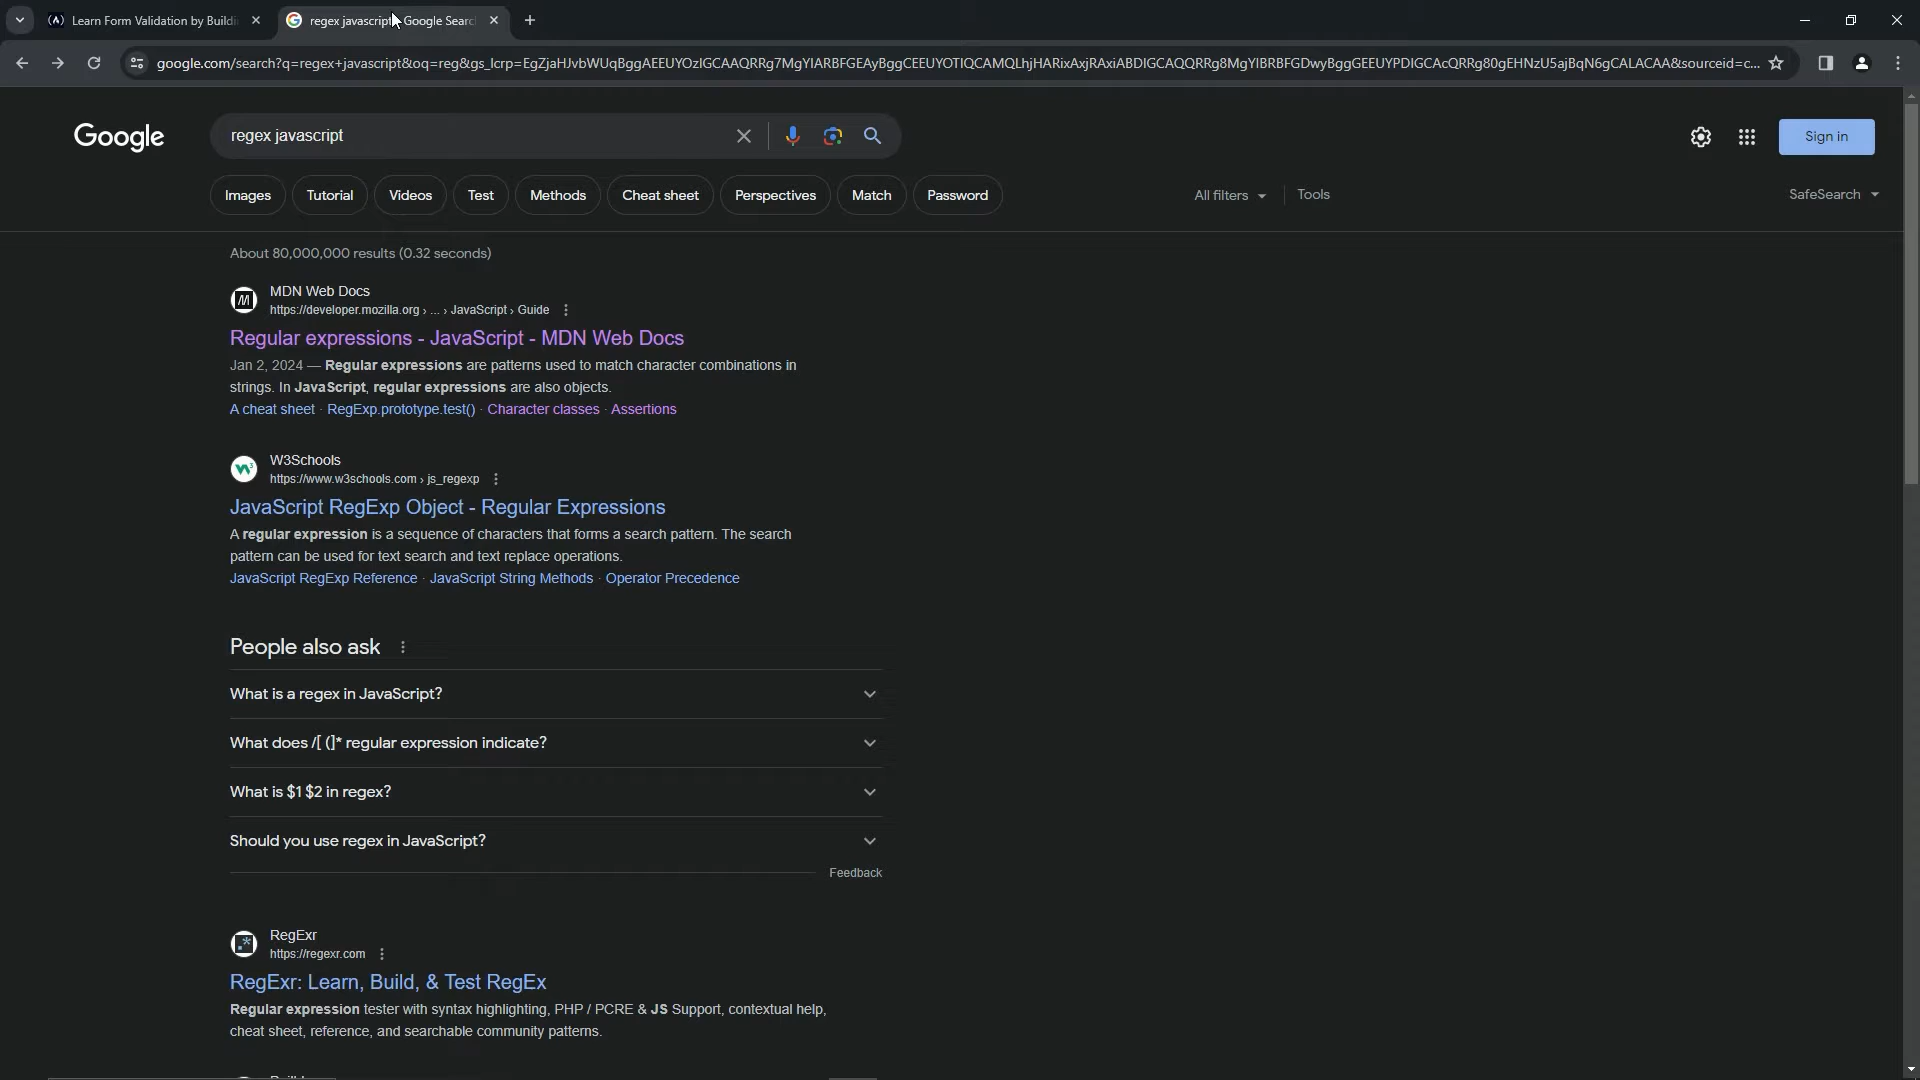 Learn Form Validation by Buildi
regex javascript - Google Searc
google.com/search?q=regex+javascript&oq=reg&gs_lcrp=EgZjaHJvbWUqBggAEEUYOzIGCAAQRRg7MgYIARBFGEAyBggCEEUYOTIQCAMQLhjHARixAxjRAxiABDIGCAQQRRg8MgYIBRBFGDwyBggGEEUYPDIGCAcQRRg80gEHNzU5ajBqN6gCALACAA&sourceid=c...
Google
regex javascript
Sign in
Images
Tutorial
Videos
Test
Methods
Cheat sheet
Perspectives
Match
Password
All filters
Tools
SafeSearch
About 80,000,000 results (0.32 seconds)
MDN Web Docs
https://developer.mozilla.org › ... › JavaScript › Guide
Regular expressions - JavaScript - MDN Web Docs
Jan 2, 2024 — Regular expressions are patterns used to match character combinations in
strings. In JavaScript, regular expressions are also objects.
A cheat sheet · RegExp.prototype.test() · Character classes · Assertions
W3Schools
https://www.w3schools.com › js_regexp
JavaScript RegExp Object - Regular Expressions
A regular expression is a sequence of characters that forms a search pattern. The search
pattern can be used for text search and text replace operations.
JavaScript RegExp Reference · JavaScript String Methods · Operator Precedence
People also ask
What is a regex in JavaScript?
What does /[ (]* regular expression indicate?
What is $1 $2 in regex?
Should you use regex in JavaScript?
Feedback
RegExr
https://regexr.com
RegExr: Learn, Build, & Test RegEx
Regular expression tester with syntax highlighting, PHP / PCRE & JS Support, contextual help,
cheat sheet, reference, and searchable community patterns.